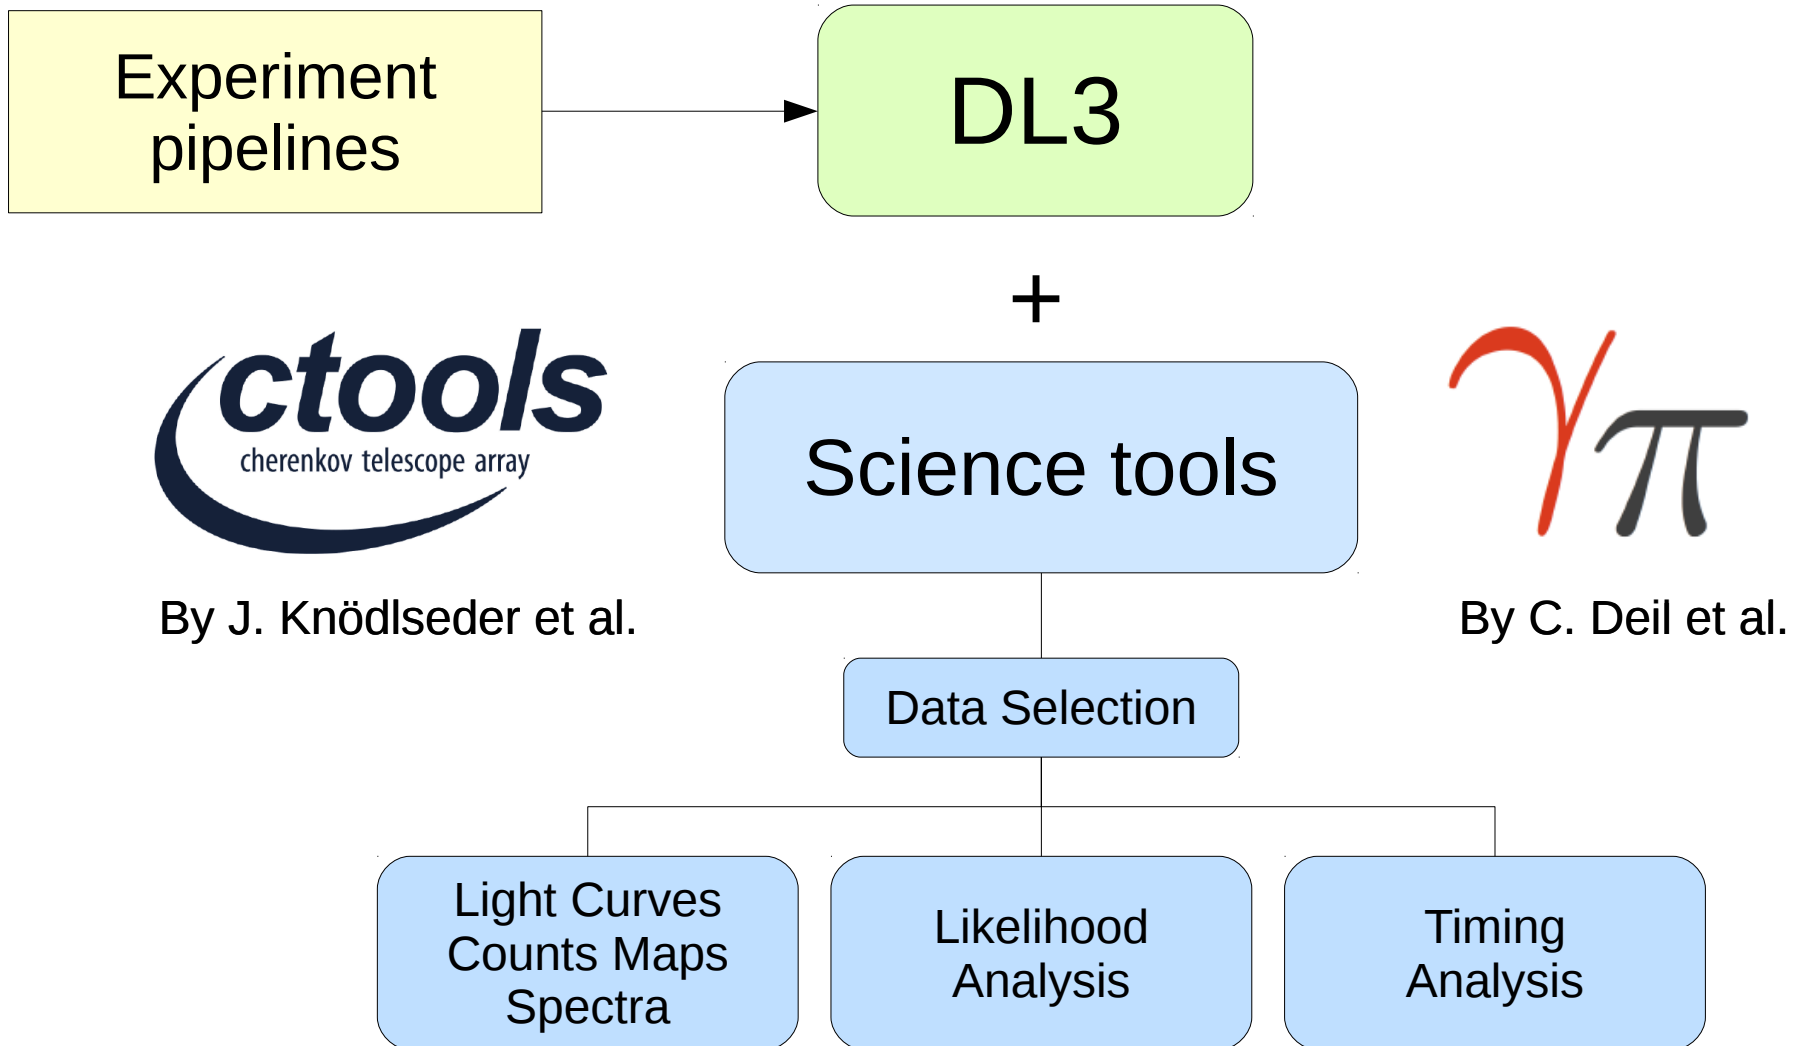 Experiment
pipelines
DL3
+
ctools
cherenkov telescope array
Science tools
γπ
By J. Knödlseder et al.
By C. Deil et al.
Data Selection
Light Curves
Counts Maps
Spectra
Likelihood
Analysis
Timing
Analysis